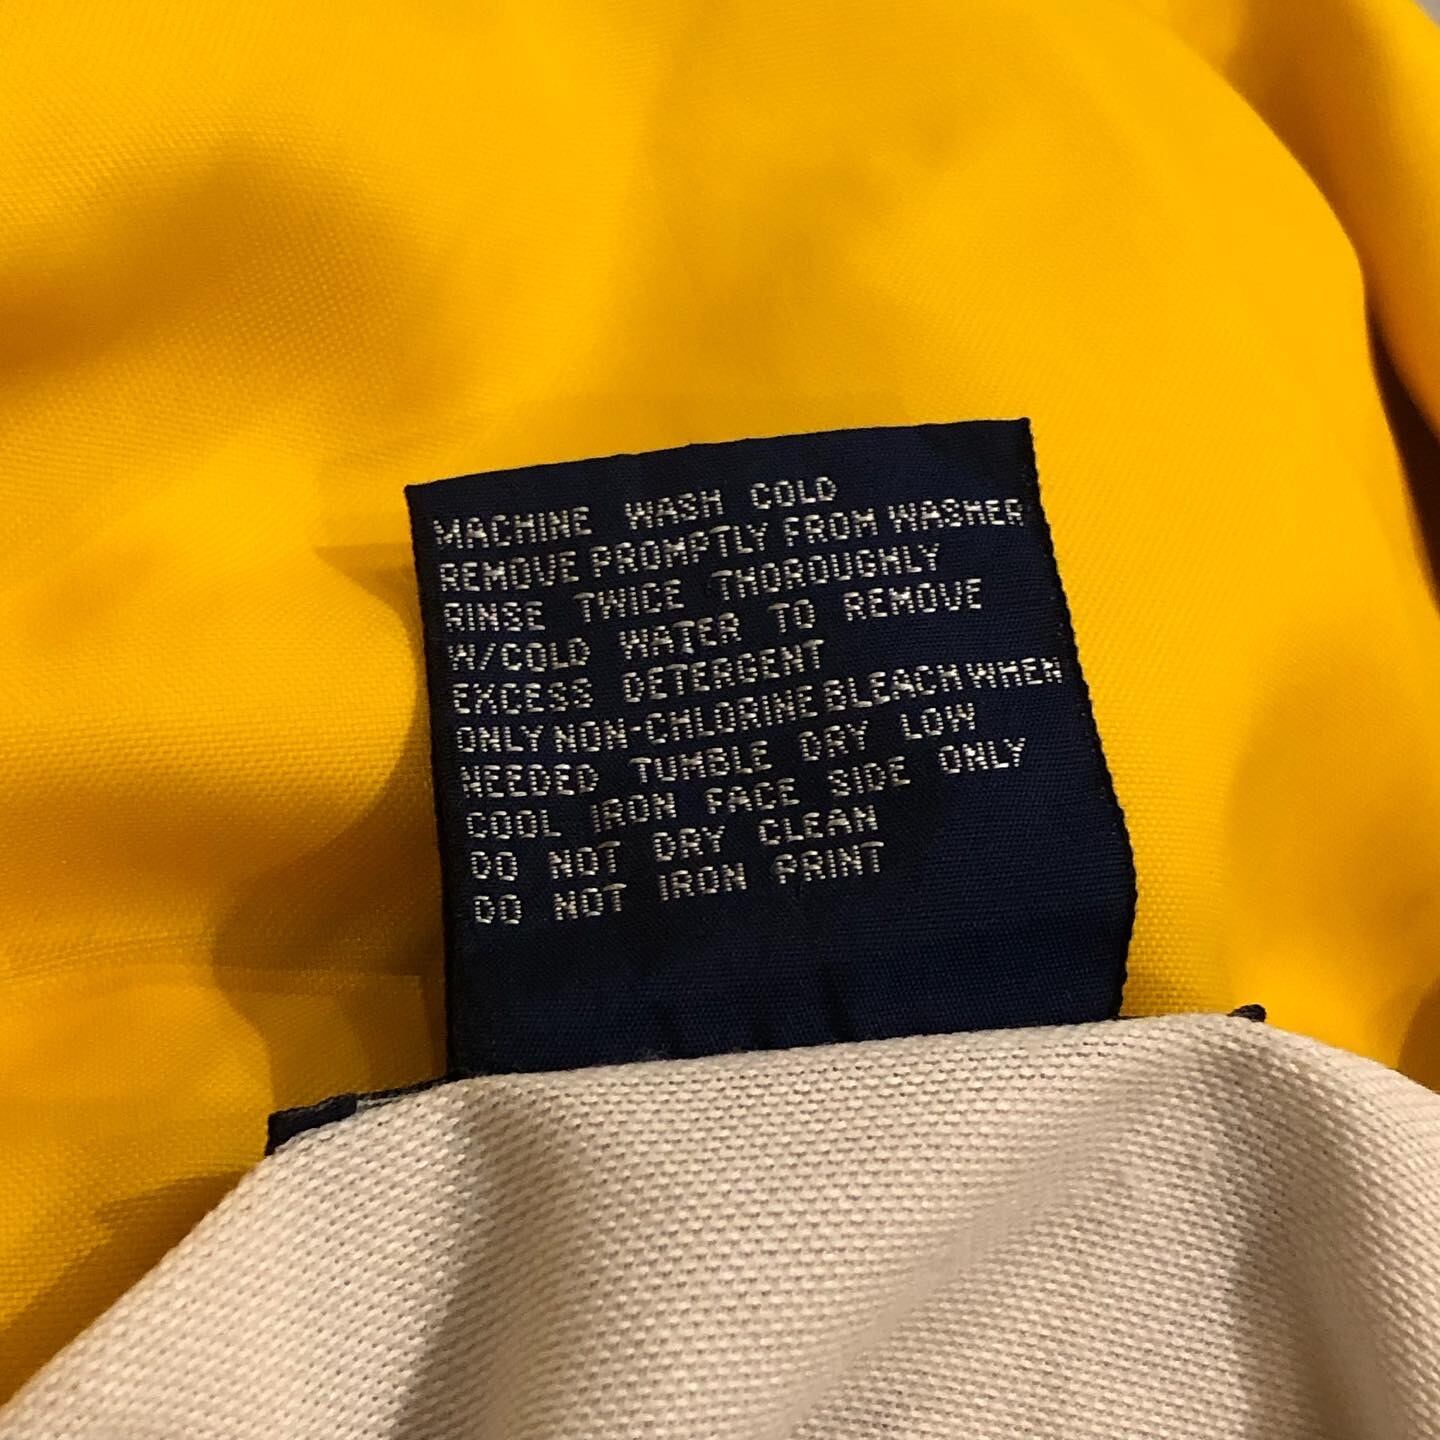 MACHINE WASH COLD
REMOVE PROMPTLY FROM WASHER
RINSE TWICE THOROUGHLY
W/COLD WATER TO REMOVE
EXCESS DETERGENT
ONLY NON-CHLORINE BLEACH WHEN
NEEDED TUMBLE DRY LOW
COOL IRON FACE SIDE ONLY
DO NOT DRY CLEAN
DO NOT IRON PRINT